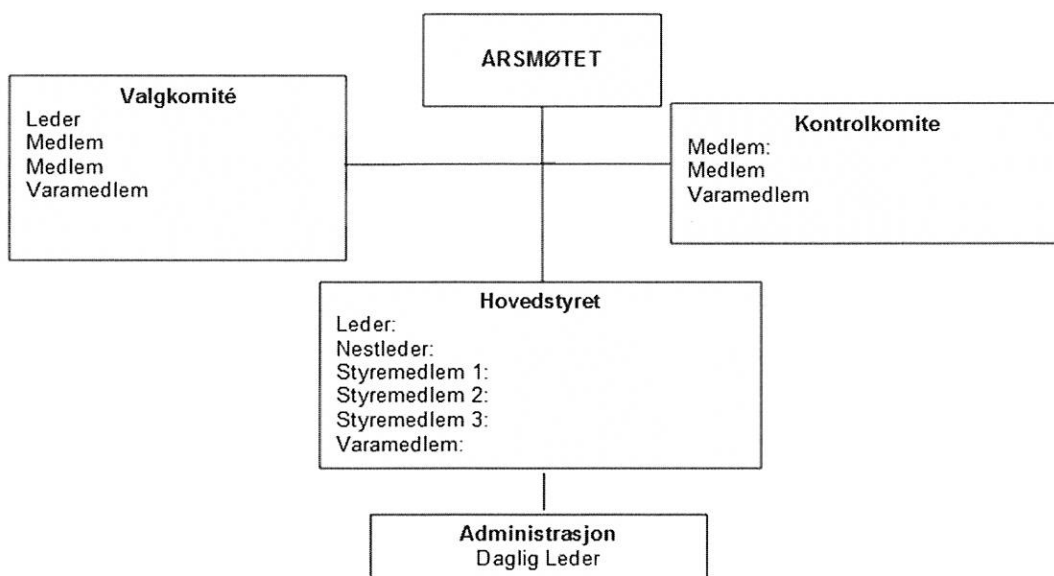 ÅRSMØTET
Valgkomité
Leder
Medlem
Medlem
Varamedlem
Kontrolkomite
Medlem:
Medlem
Varamedlem
Hovedstyret
Leder:
Nestleder:
Styremedlem 1:
Styremedlem 2:
Styremedlem 3:
Varamedlem:
Administrasjon
Daglig Leder